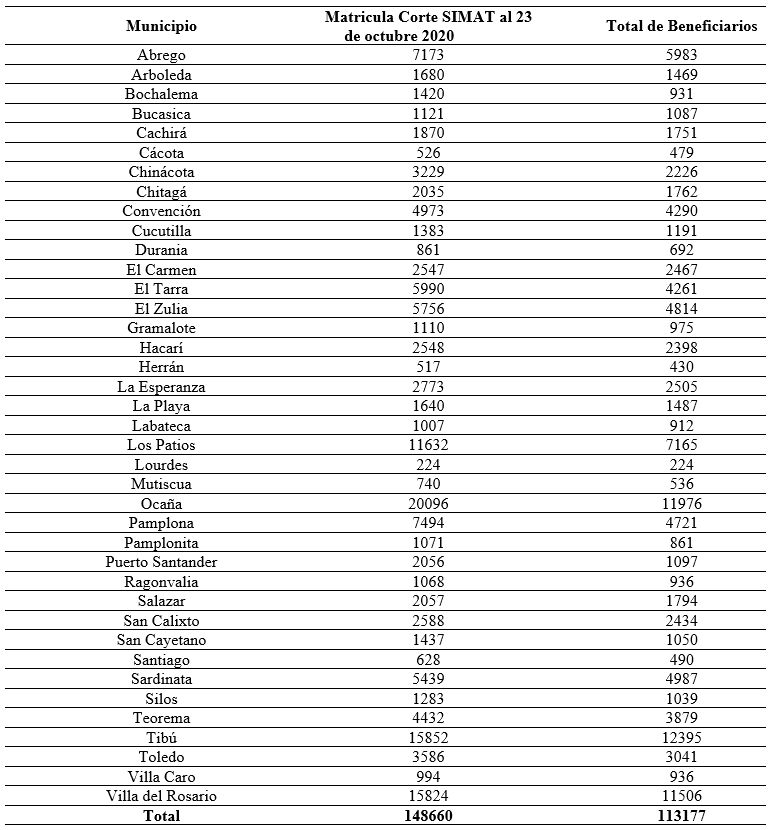 Municipio Matricula Corte SIMAT al 23 de octubre 2020 Total de Beneficiarios
Abrego 7173 5983
Arboleda 1680 1469
Bochalema 1420 931
Bucasica 1121 1087
Cachirá 1870 1751
Cácota 526 479
Chinácota 3229 2226
Chitagá 2035 1762
Convención 4973 4290
Cucutilla 1383 1191
Durania 861 692
El Carmen 2547 2467
El Tarra 5990 4261
El Zulia 5756 4814
Gramalote 1110 975
Hacarí 2548 2398
Herrán 517 430
La Esperanza 2773 2505
La Playa 1640 1487
Labateca 1007 912
Los Patios 11632 7165
Lourdes 224 224
Mutiscua 740 536
Ocaña 20096 11976
Pamplona 7494 4721
Pamplonita 1071 861
Puerto Santander 2056 1097
Ragonvalia 1068 936
Salazar 2057 1794
San Calixto 2588 2434
San Cayetano 1437 1050
Santiago 628 490
Sardinata 5439 4987
Silos 1283 1039
Teorema 4432 3879
Tibú 15852 12395
Toledo 3586 3041
Villa Caro 994 936
Villa del Rosario 15824 11506
Total 148660 113177